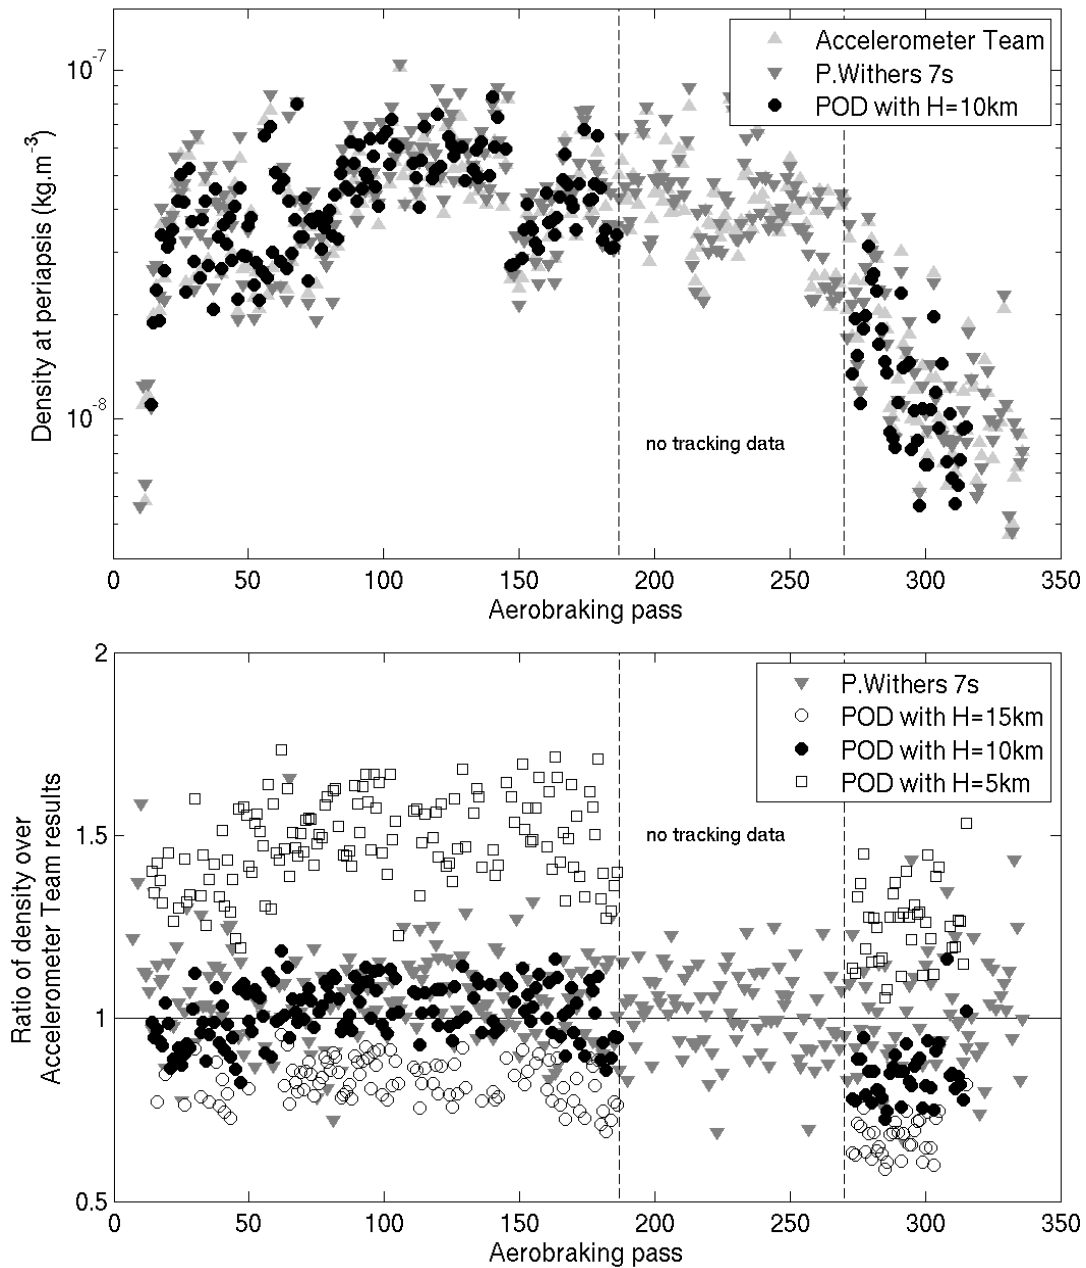 10⁻⁷
10⁻⁸
Density at periapsis (kg.m⁻³)
Accelerometer Team
P.Withers 7s
POD with H=10km
no tracking data
0 50 100 150 200 250 300 350
Aerobraking pass
2
1.5
1
0.5
Ratio of density over
Accelerometer Team results
P.Withers 7s
POD with H=15km
POD with H=10km
POD with H=5km
no tracking data
0 50 100 150 200 250 300 350
Aerobraking pass